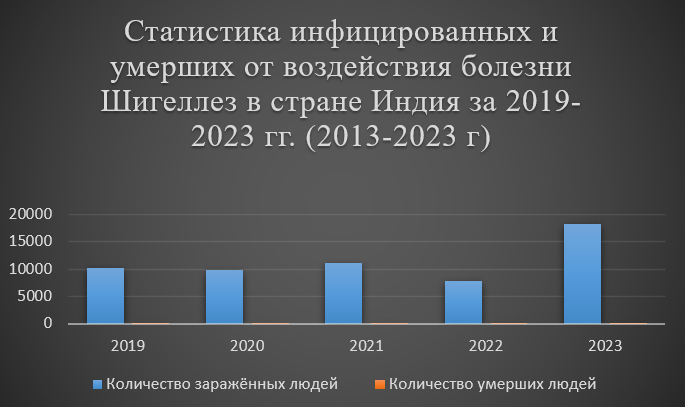 Статистика инфицированных и
умерших от воздействия болезни
Шигеллез в стране Индия за 2019-
2023 гг. (2013-2023 г)
20000
15000
10000
5000
0
2019 2020 2021 2022 2023
Количество заражённых людей Количество умерших людей